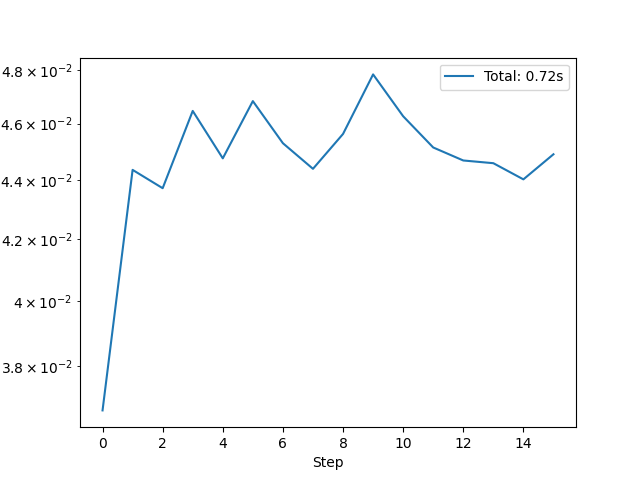 4.8 × 10⁻²
4.6 × 10⁻²
4.4 × 10⁻²
4.2 × 10⁻²
4 × 10⁻²
3.8 × 10⁻²
Total: 0.72s
0 2 4 6 8 10 12 14
Step